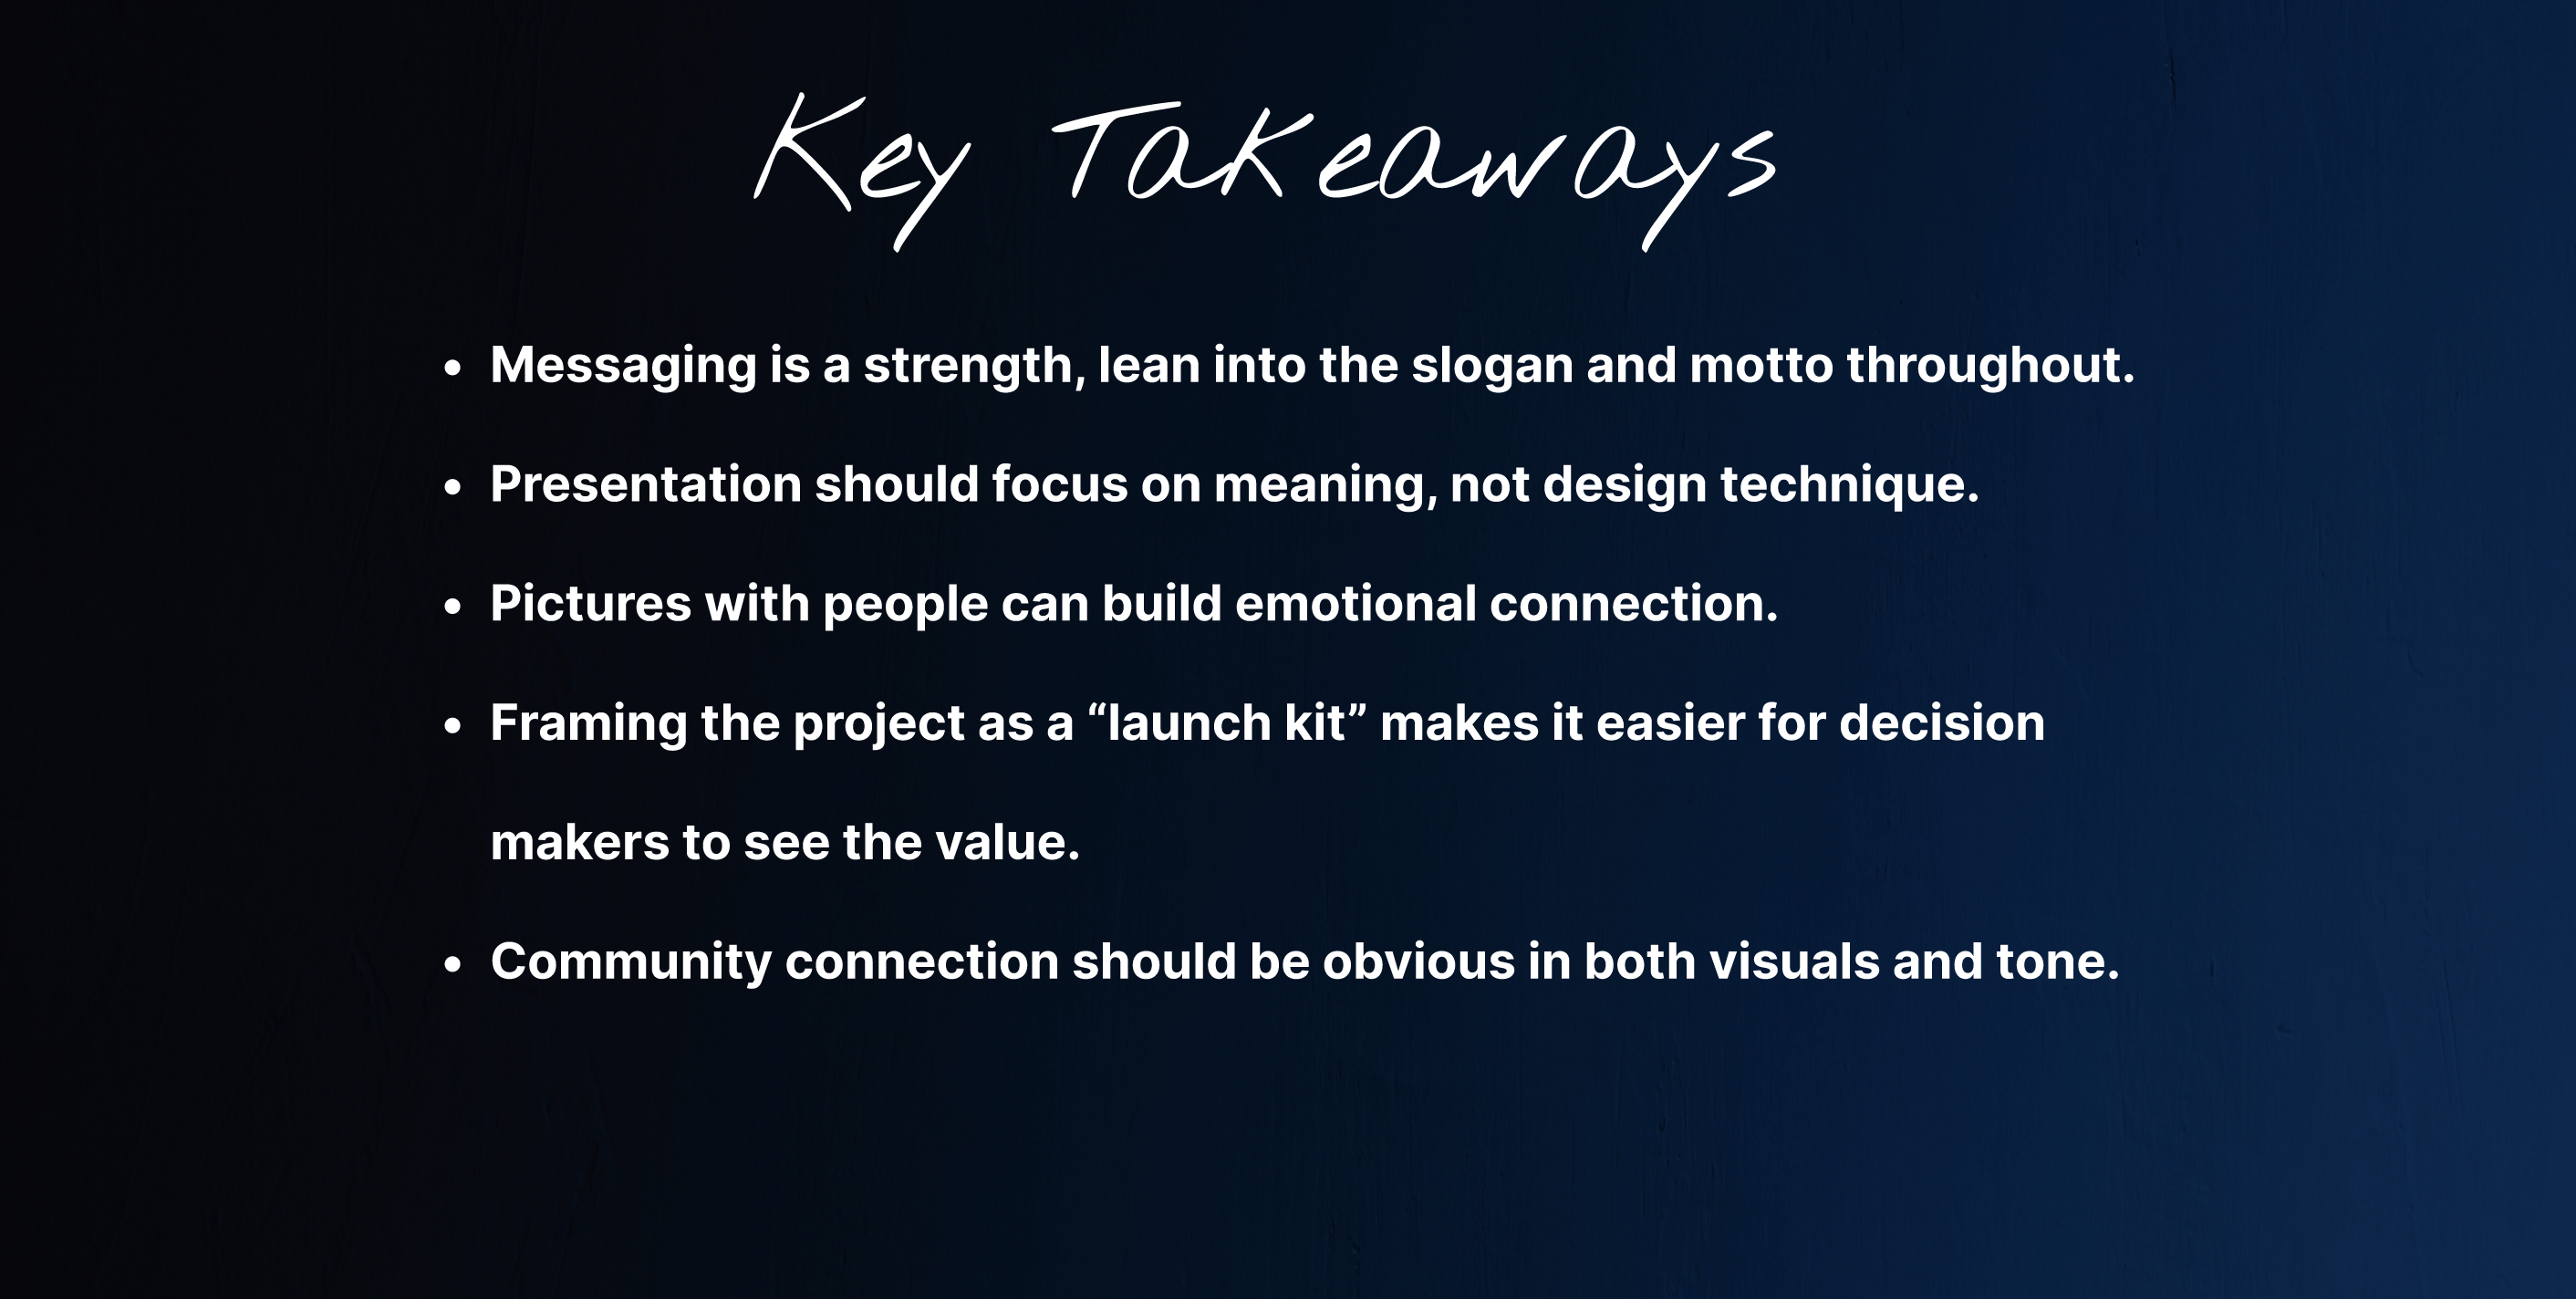 Key Takeaways
• Messaging is a strength, lean into the slogan and motto throughout.
• Presentation should focus on meaning, not design technique.
• Pictures with people can build emotional connection.
• Framing the project as a “launch kit” makes it easier for decision
makers to see the value.
• Community connection should be obvious in both visuals and tone.